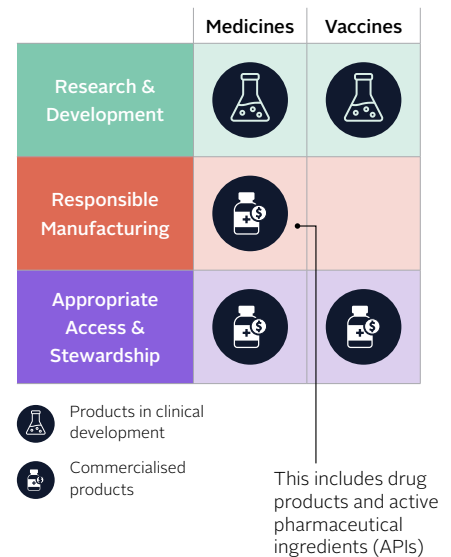 Medicines Vaccines
Research &
Development
Responsible
Manufacturing
Appropriate
Access &
Stewardship
Products in clinical
development
Commercialised
products
This includes drug
products and active
pharmaceutical
ingredients (APIs)